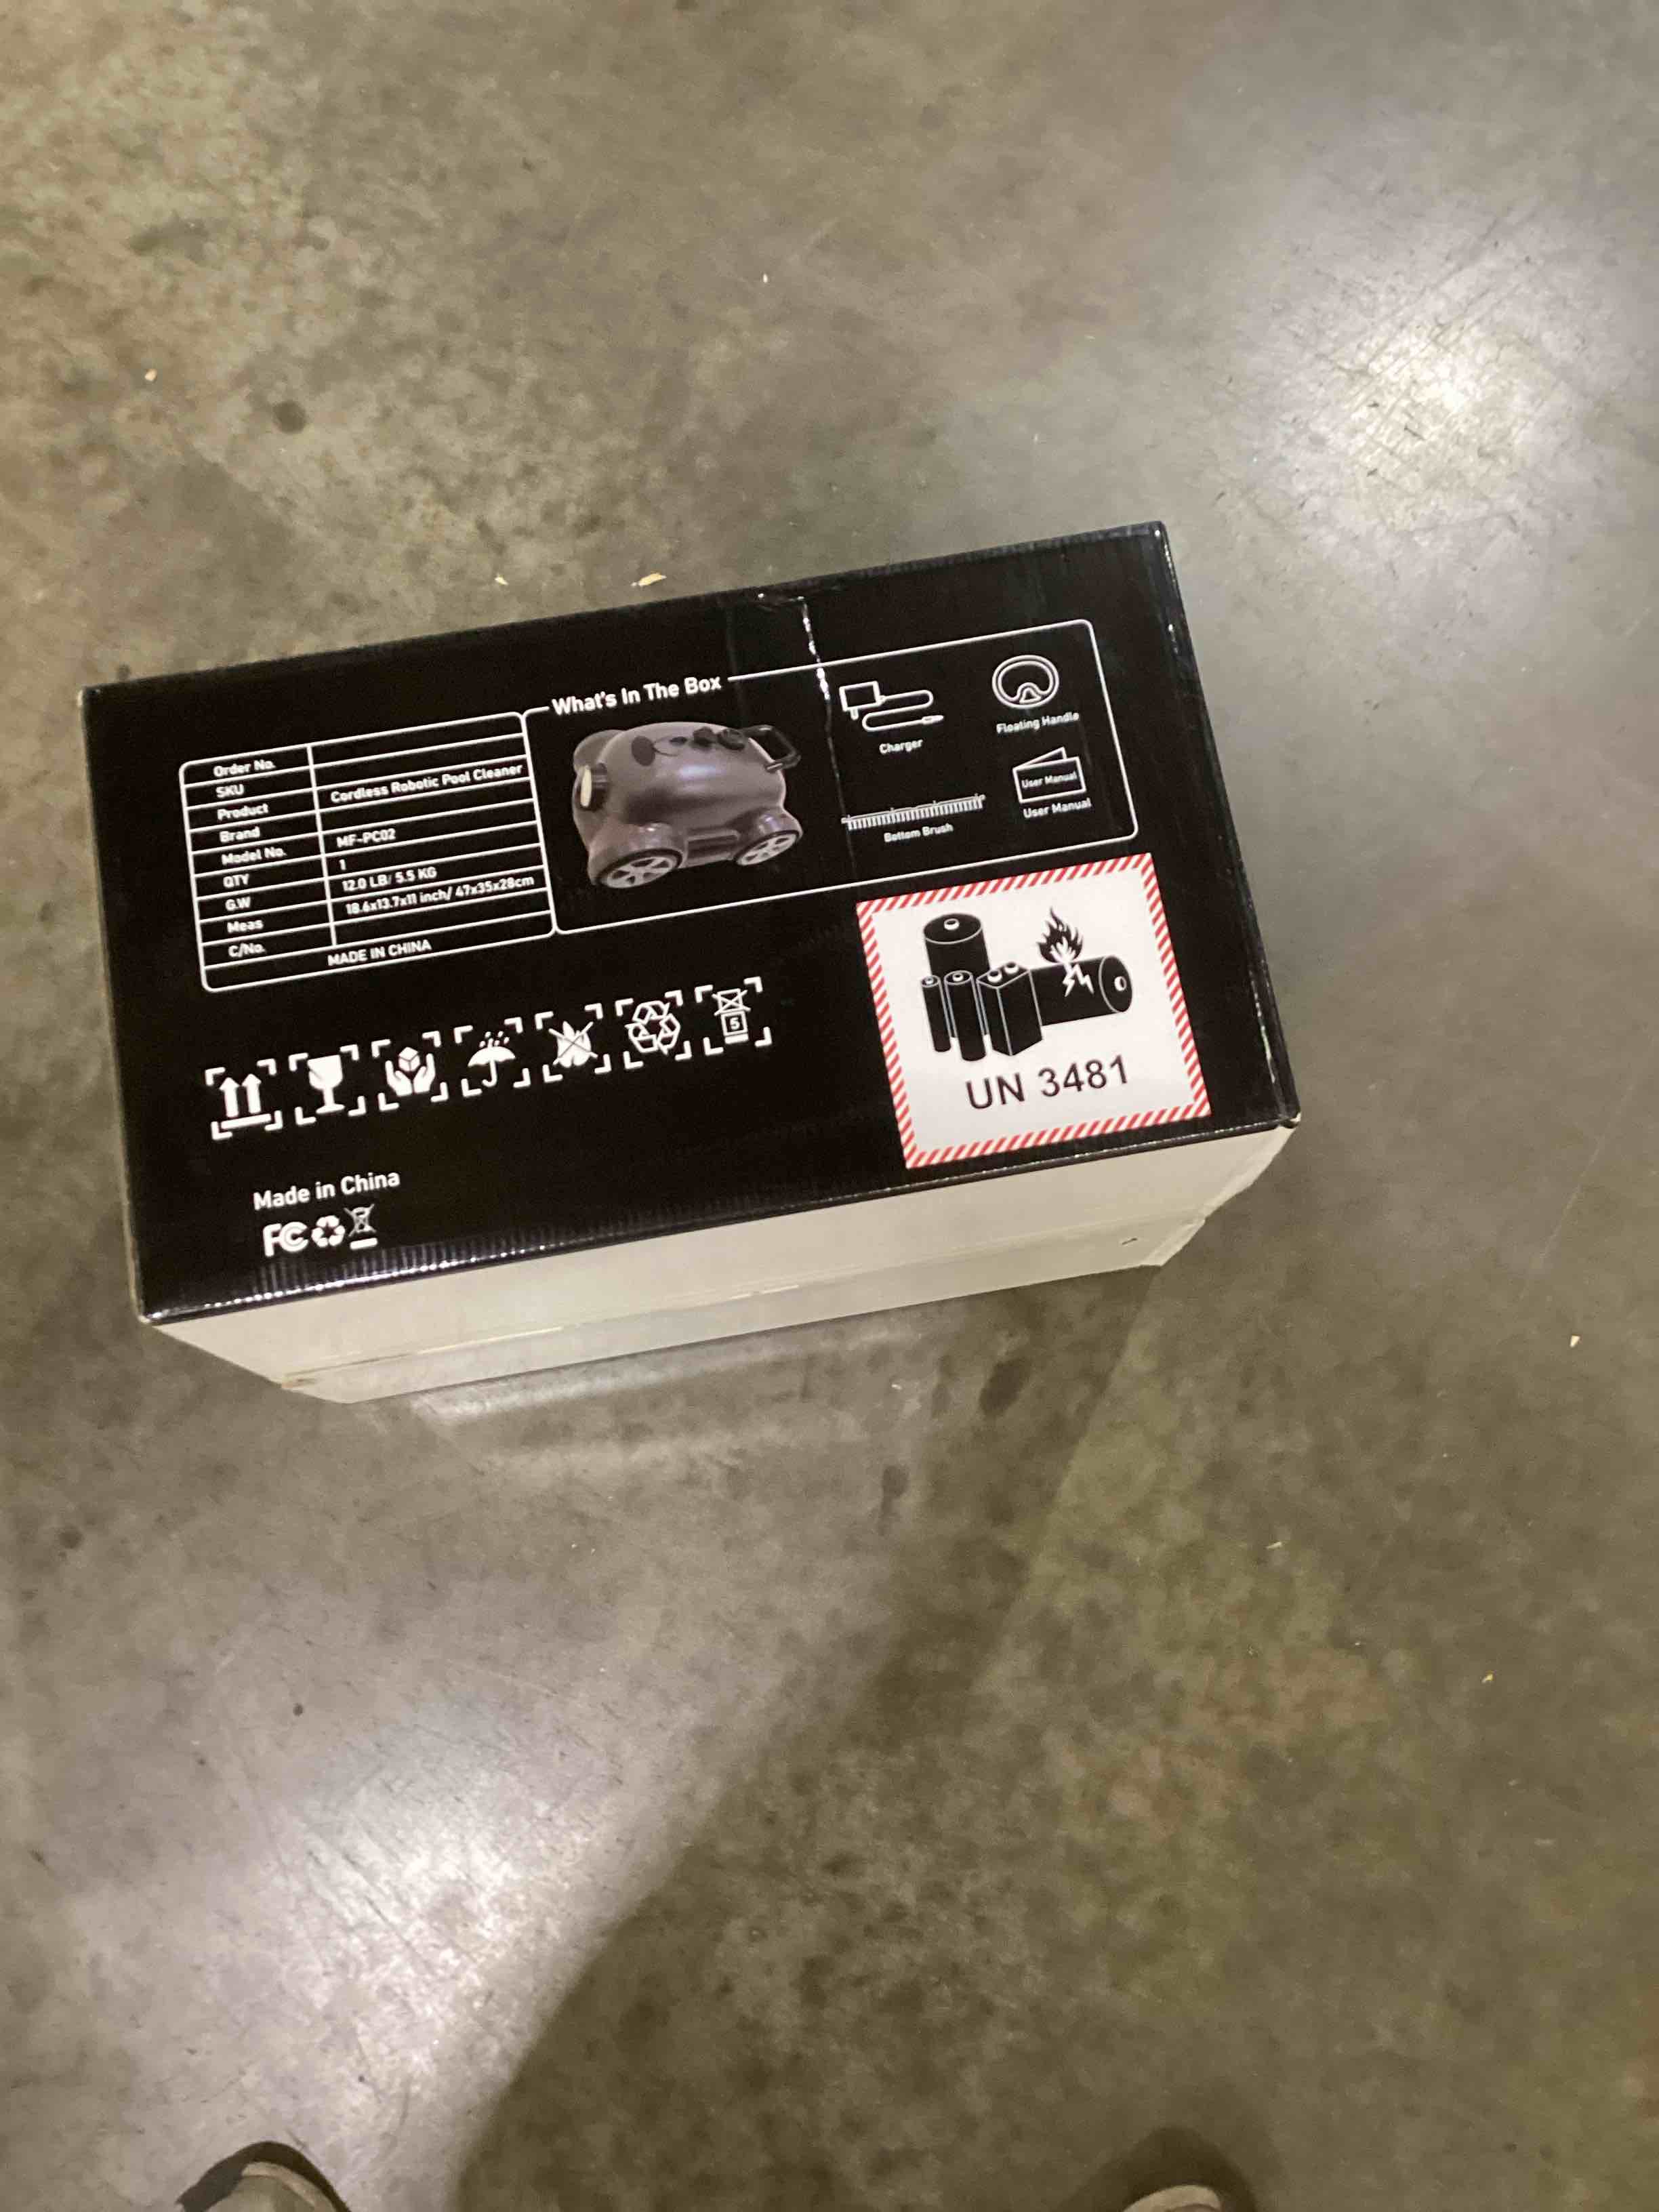 Order No.
SKU
Product Cordless Robotic Pool Cleaner
Brand
Model No. MF-PC02
QTY 1
G.W 12.0 LB/ 5.5 KG
Meas 18.6x13.7x11 inch/ 47x35x28cm
C/No.
MADE IN CHINA
What's In The Box
Charger
Floating Handle
Bottom Brush
User Manual
User Manual
5
UN 3481
Made in China
FC